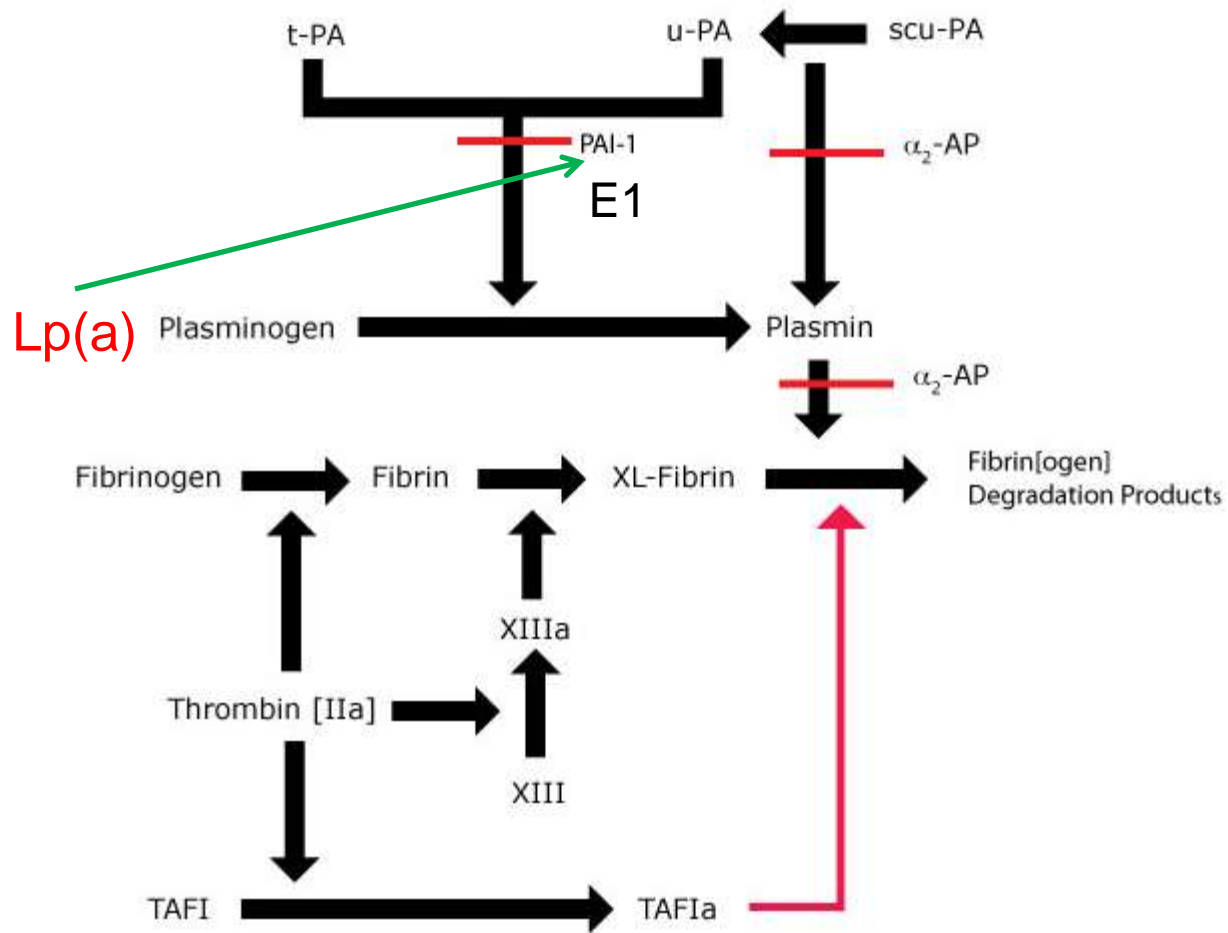 t-PA
u-PA
scu-PA
PAI-1
α₂-AP
E1
Lp(a)
Plasminogen
Plasmin
α₂-AP
Fibrinogen
Fibrin
XL-Fibrin
Fibrin[ogen]
Degradation Products
XIIIa
Thrombin [IIa]
XIII
TAFI
TAFIa